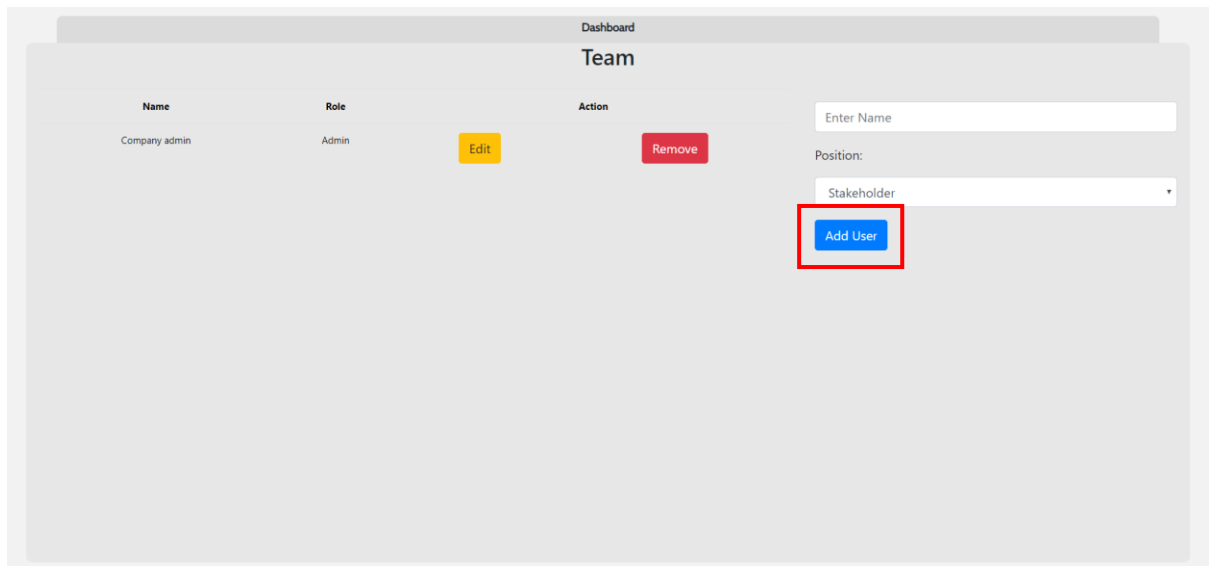 Dashboard
Team
Name Role Action
Company admin Admin Edit Remove
Enter Name
Position:
Stakeholder
Add User